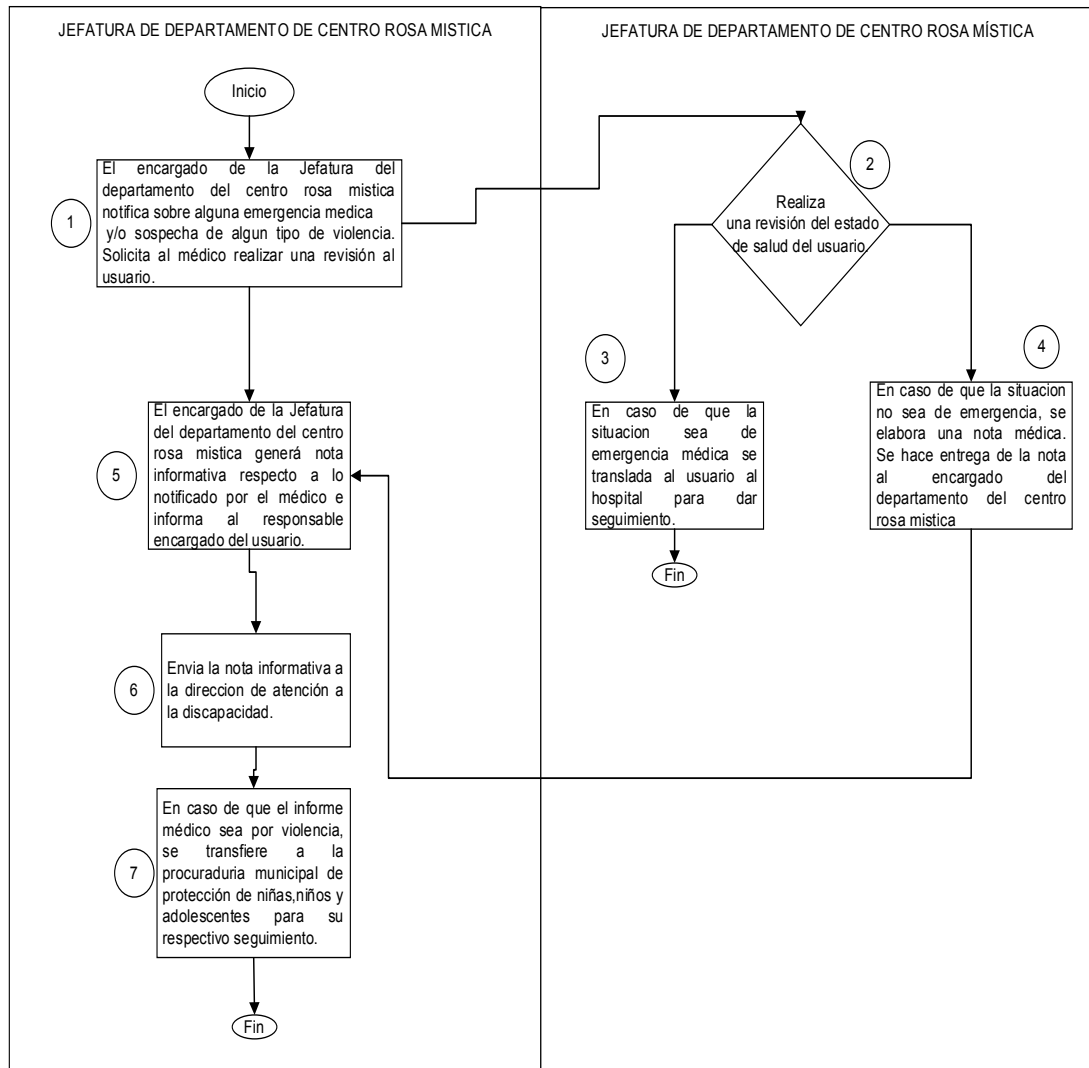 JEFATURA DE DEPARTAMENTO DE CENTRO ROSA MISTICA
Inicio
1
El encargado de la Jefatura del
departamento del centro rosa mistica
notifica sobre alguna emergencia medica
y/o sospecha de algun tipo de violencia.
Solicita al médico realizar una revisión al
usuario.
5
El encargado de la Jefatura
del departamento del centro
rosa mistica generá nota
informativa respecto a lo
notificado por el médico e
informa al responsable
encargado del usuario.
6
Envia la nota informativa a
la direccion de atención a
la discapacidad.
7
En caso de que el informe
médico sea por violencia,
se transfiere a la
procuraduria municipal de
protección de niñas,niños y
adolescentes para su
respectivo seguimiento.
Fin
JEFATURA DE DEPARTAMENTO DE CENTRO ROSA MÍSTICA
2
Realiza
una revisión del estado
de salud del usuario
3
En caso de que la
situacion sea de
emergencia médica se
translada al usuario al
hospital para dar
seguimiento.
Fin
4
En caso de que la situacion
no sea de emergencia, se
elabora una nota médica.
Se hace entrega de la nota
al encargado del
departamento del centro
rosa mistica